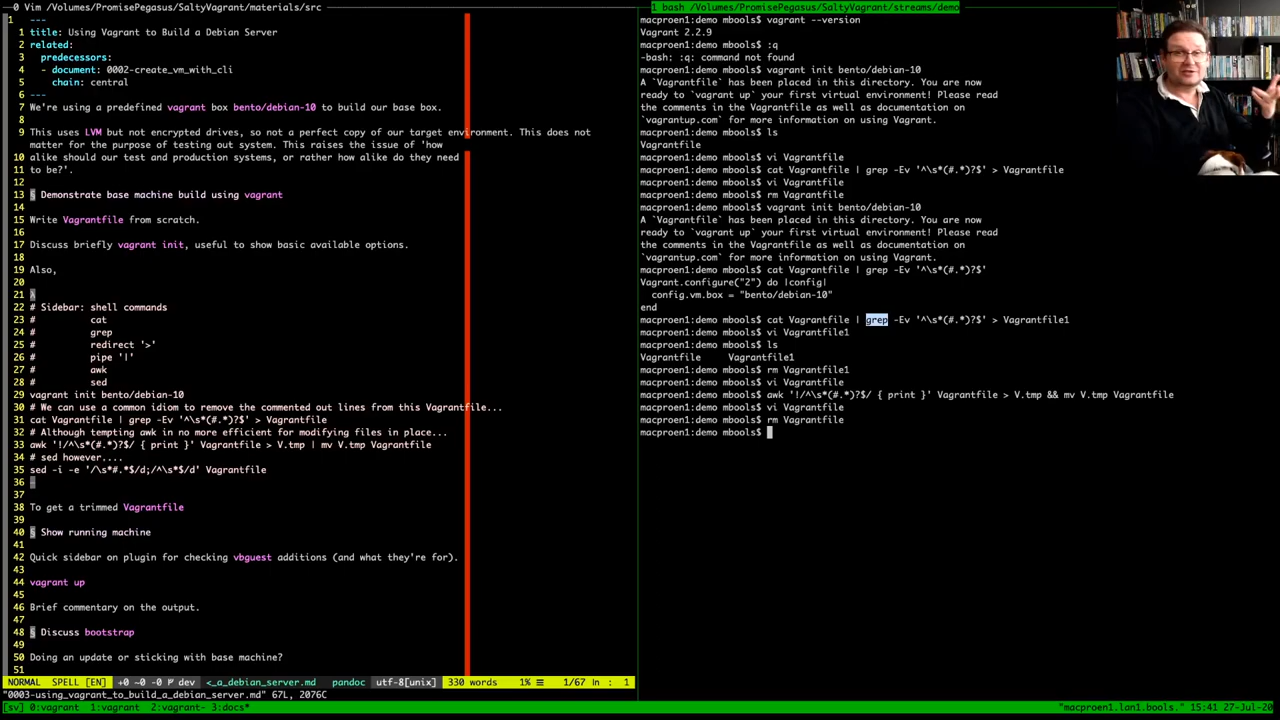 0 Vim /Volumes/PromisePegasus/SaltyVagrant/materials/src
1 ---
1 title: Using Vagrant to Build a Debian Server
2 related:
3   predecessors:
4   - document: 0002-create_vm_with_cli
5     chain: central
6 ---
7 We're using a predefined vagrant box bento/debian-10 to build our base box.
8
9 This uses LVM but not encrypted drives, so not a perfect copy of our target environment. This does not
matter for the purpose of testing out system. This raises the issue of 'how
10 alike should our test and production systems, or rather how alike do they need
11 to be?'.
12
13 § Demonstrate base machine build using vagrant
14
15 Write Vagrantfile from scratch.
16
17 Discuss briefly vagrant init, useful to show basic available options.
18
19 Also,
20
21
22 # Sidebar: shell commands
23 #       cat
24 #       grep
25 #       redirect '>'
26 #       pipe '|'
27 #       awk
28 #       sed
29 vagrant init bento/debian-10
30 # We can use a common idiom to remove the commented out lines from this Vagrantfile...
31 cat Vagrantfile | grep -Ev '^\s*(#.*)?$' > Vagrantfile
32 # Although tempting awk in no more efficient for modifying files in place...
33 awk '!/^\s*(#.*)?$/ { print }' Vagrantfile > V.tmp | mv V.tmp Vagrantfile
34 # sed however....
35 sed -i -e '/\s*#.*$/d;/^\s*$/d' Vagrantfile
36
37
38 To get a trimmed Vagrantfile
39
40 § Show running machine
41
42 Quick sidebar on plugin for checking vbguest additions (and what they're for).
43
44 vagrant up
45
46 Brief commentary on the output.
47
48 § Discuss bootstrap
49
50 Doing an update or sticking with base machine?
51
NORMAL SPELL [EN] +0 ~0 -0 dev <_a_debian_server.md pandoc utf-8[unix] 330 words 1% ☰ 1/67 ln : 1
"0003-using_vagrant_to_build_a_debian_server.md" 67L, 2076C
1 bash /Volumes/PromisePegasus/SaltyVagrant/streams/demo
macproen1:demo mbools$ vagrant --version
Vagrant 2.2.9
macproen1:demo mbools$ :q
-bash: :q: command not found
macproen1:demo mbools$ vagrant init bento/debian-10
A `Vagrantfile` has been placed in this directory. You are now
ready to `vagrant up` your first virtual environment! Please read
the comments in the Vagrantfile as well as documentation on
`vagrantup.com` for more information on using Vagrant.
macproen1:demo mbools$ ls
Vagrantfile
macproen1:demo mbools$ vi Vagrantfile
macproen1:demo mbools$ cat Vagrantfile | grep -Ev '^\s*(#.*)?$' > Vagrantfile
macproen1:demo mbools$ vi Vagrantfile
macproen1:demo mbools$ rm Vagrantfile
macproen1:demo mbools$ vagrant init bento/debian-10
A `Vagrantfile` has been placed in this directory. You are now
ready to `vagrant up` your first virtual environment! Please read
the comments in the Vagrantfile as well as documentation on
`vagrantup.com` for more information on using Vagrant.
macproen1:demo mbools$ cat Vagrantfile | grep -Ev '^\s*(#.*)?$'
Vagrant.configure("2") do |config|
  config.vm.box = "bento/debian-10"
end
macproen1:demo mbools$ cat Vagrantfile | grep -Ev '^\s*(#.*)?$' > Vagrantfile1
macproen1:demo mbools$ vi Vagrantfile1
macproen1:demo mbools$ ls
Vagrantfile     Vagrantfile1
macproen1:demo mbools$ rm Vagrantfile1
macproen1:demo mbools$ vi Vagrantfile
macproen1:demo mbools$ awk '!/^\s*(#.*)?$/ { print }' Vagrantfile > V.tmp && mv V.tmp Vagrantfile
macproen1:demo mbools$ vi Vagrantfile
macproen1:demo mbools$ rm Vagrantfile
macproen1:demo mbools$
[sv] 0:vagrant 1:vagrant 2:vagrant- 3:docs* "macproen1.lan1.bools." 15:41 27-Jul-20